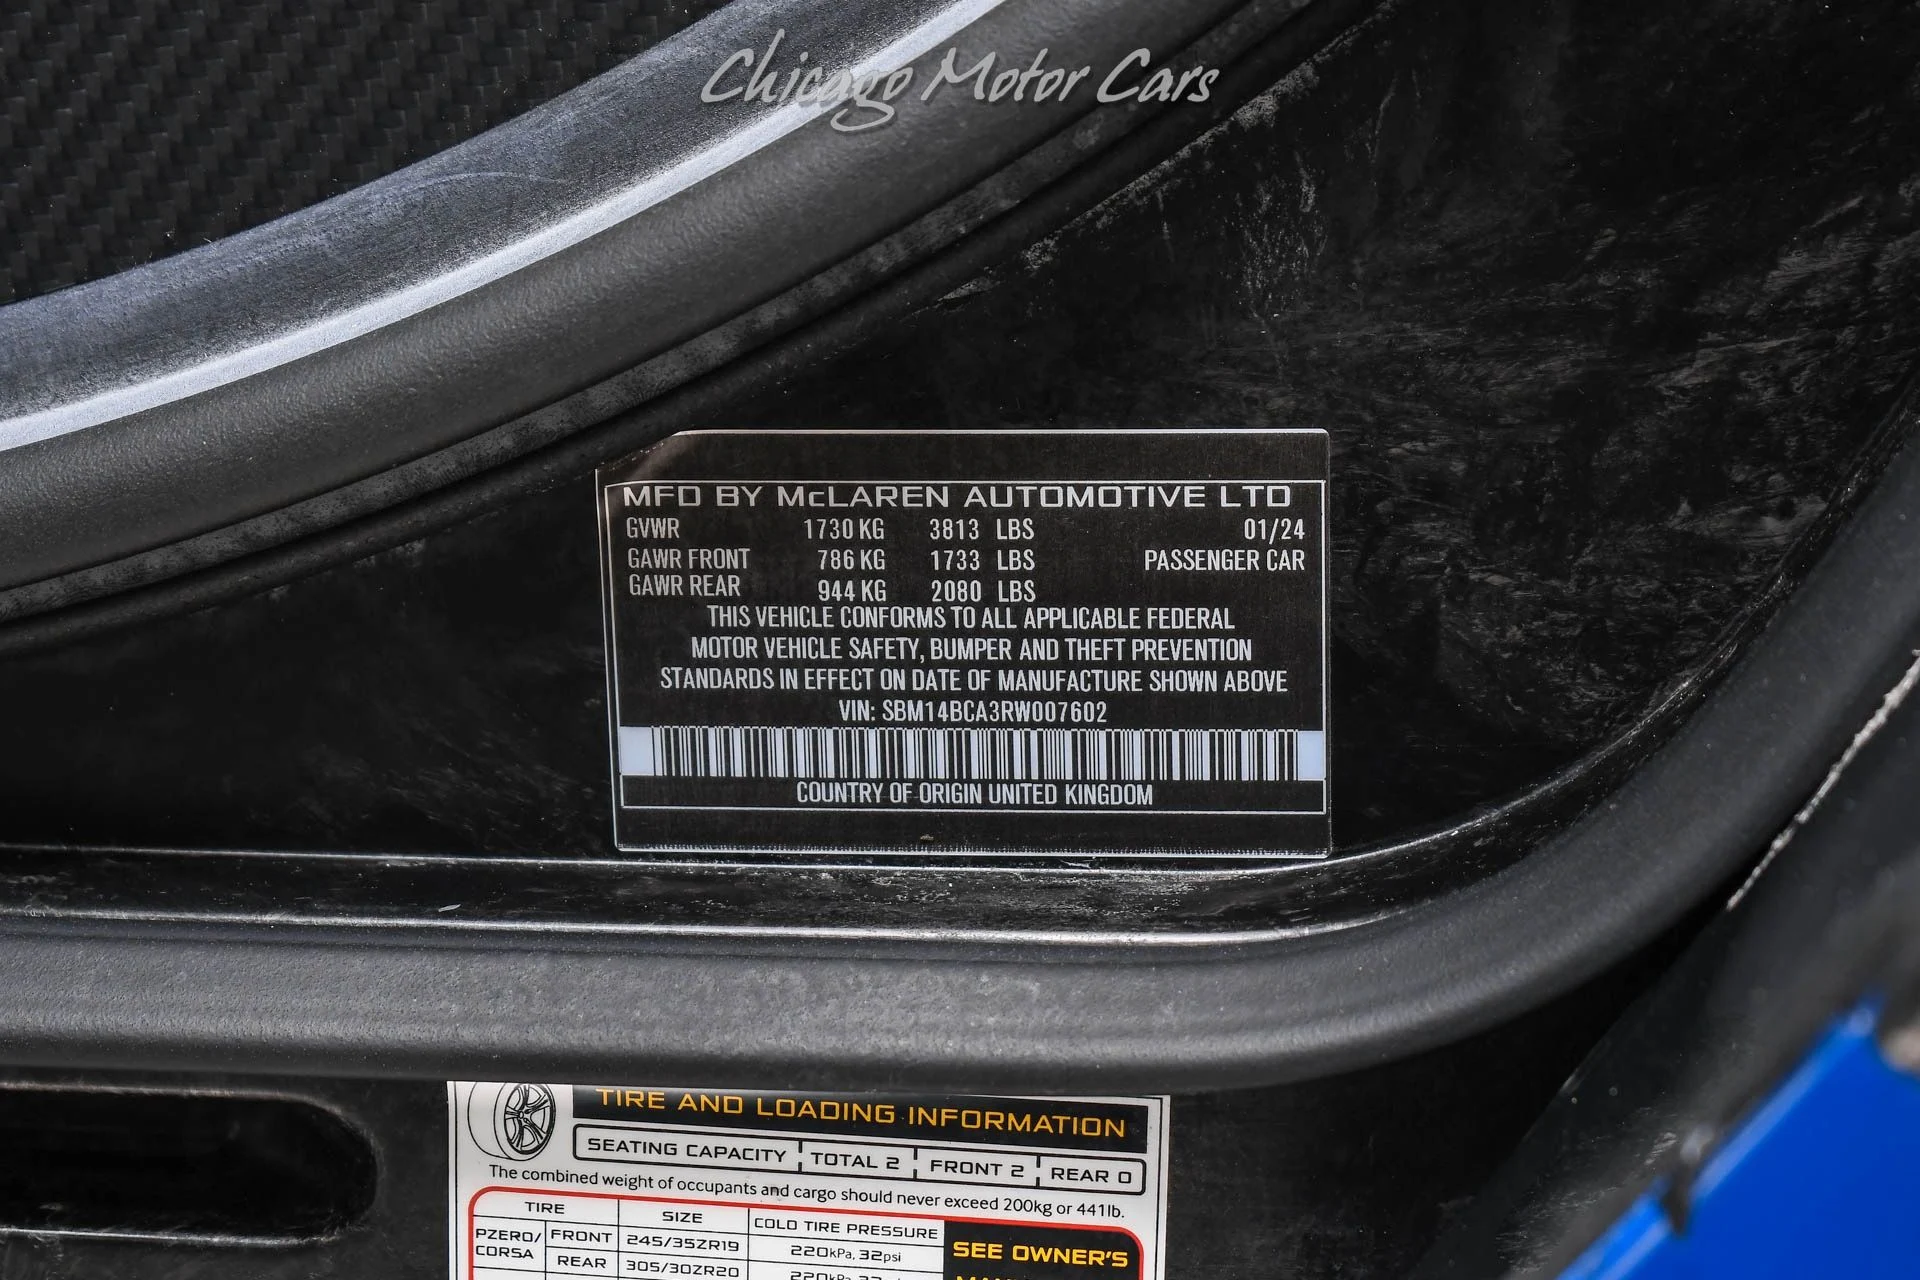 Chicago Motor Cars
MFD BY McLAREN AUTOMOTIVE LTD
GVWR 1730 KG 3813 LBS 01/24
GAWR FRONT 786 KG 1733 LBS PASSENGER CAR
GAWR REAR 944 KG 2080 LBS
THIS VEHICLE CONFORMS TO ALL APPLICABLE FEDERAL
MOTOR VEHICLE SAFETY, BUMPER AND THEFT PREVENTION
STANDARDS IN EFFECT ON DATE OF MANUFACTURE SHOWN ABOVE
VIN: SBM14BCA3RW007602
COUNTRY OF ORIGIN UNITED KINGDOM
TIRE AND LOADING INFORMATION
SEATING CAPACITY TOTAL 2 FRONT 2 REAR 0
The combined weight of occupants and cargo should never exceed 200kg or 441lb.
TIRE SIZE COLD TIRE PRESSURE
PZERO/ FRONT 245/35ZR19 220kPa, 32psi SEE OWNER'S
CORSA REAR 305/30ZR20